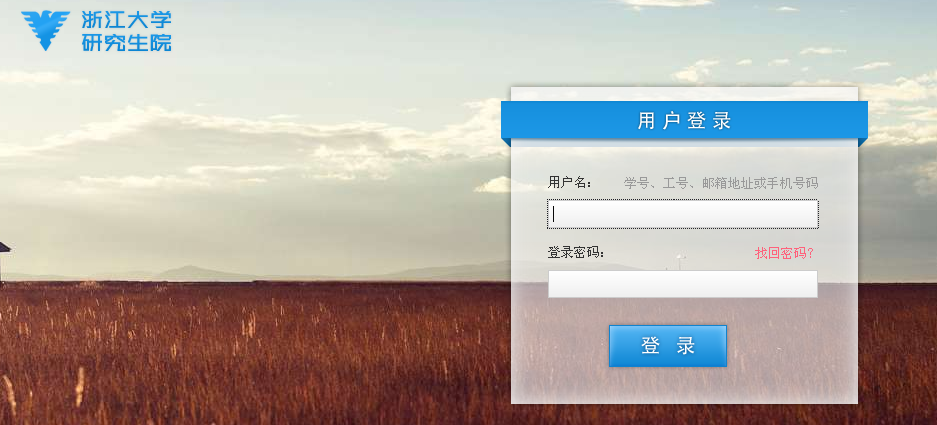 浙江大学
研究生院
用户登录
用户名：
学号、工号、邮箱地址或手机号码
登录密码：
找回密码？
登 录